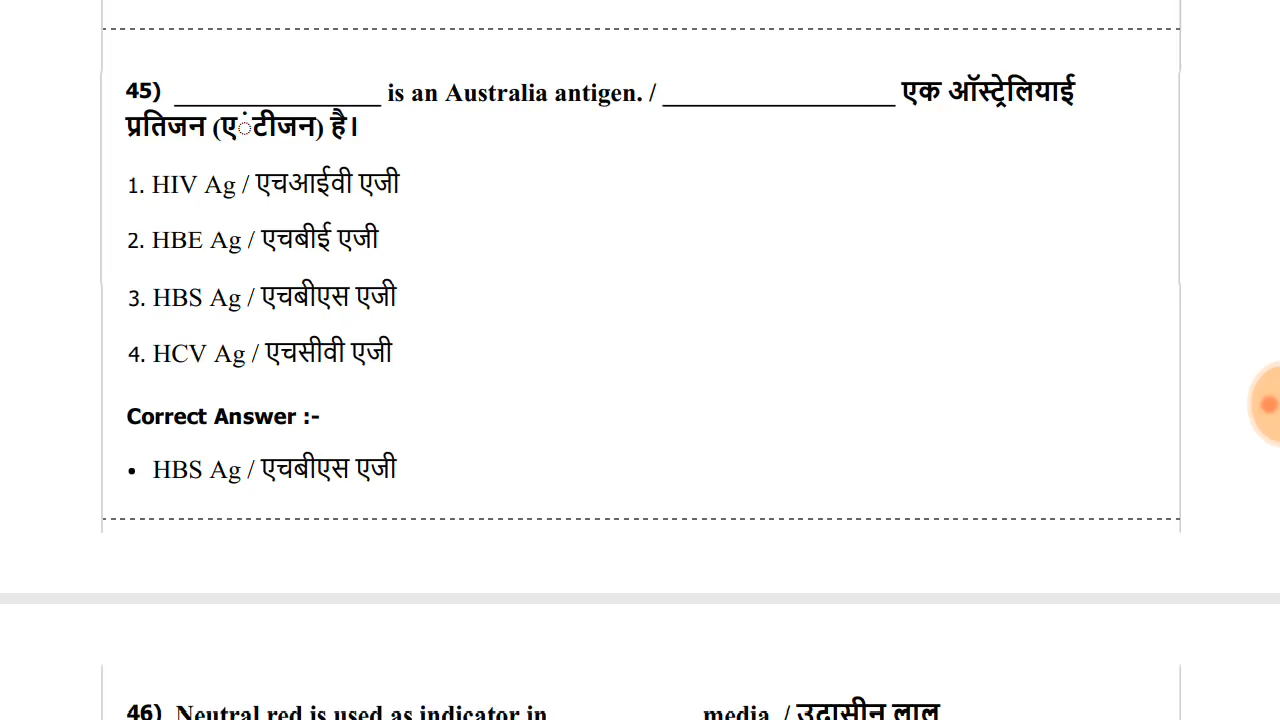 45) ________________ is an Australia antigen. / __________________ एक ऑस्ट्रेलियाई
प्रतिजन (एंटीजन) है।
1. HIV Ag / एचआईवी एजी
2. HBE Ag / एचबीई एजी
3. HBS Ag / एचबीएस एजी
4. HCV Ag / एचसीवी एजी
Correct Answer :-
• HBS Ag / एचबीएस एजी
46) Neutral red is used as indicator in ____________ media. / उदासीन लाल